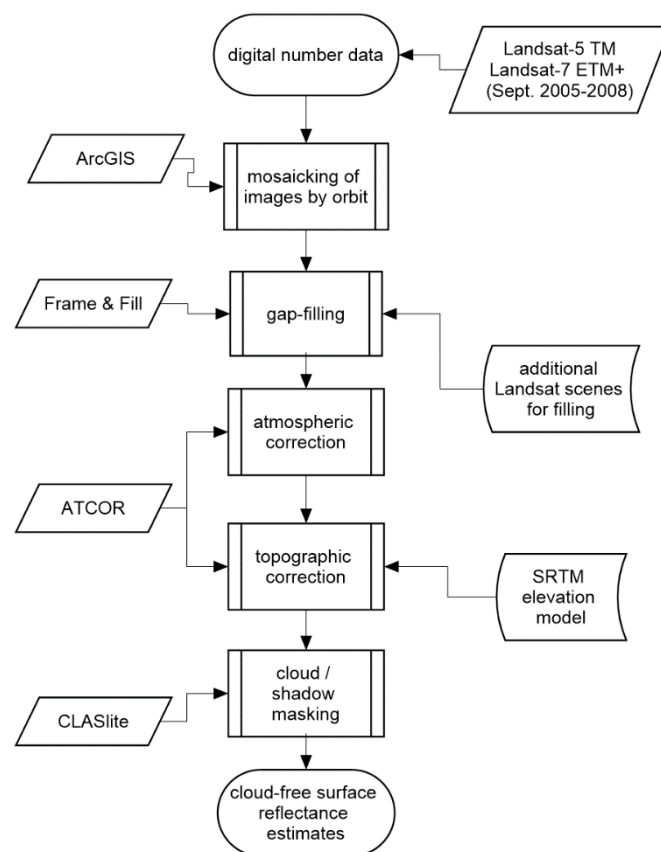 digital number data
Landsat-5 TM
Landsat-7 ETM+
(Sept. 2005-2008)
ArcGIS
mosaicking of
images by orbit
Frame & Fill
gap-filling
additional
Landsat scenes
for filling
atmospheric
correction
ATCOR
topographic
correction
SRTM
elevation
model
cloud /
shadow
masking
CLASlite
cloud-free surface
reflectance
estimates